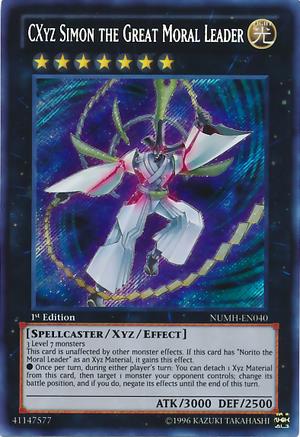 CXyz Simon the Great Moral Leader
光
1st Edition
NUMH-EN040
[Spellcaster/Xyz/Effect]
3 Level 7 monsters
This card is unaffected by other monster effects. If this card has "Norito
the Moral Leader" as an Xyz Material, it gains this effect.
● Once per turn, during either player's turn: You can detach 1 Xyz Material
from this card, then target 1 monster your opponent controls; change its
battle position, and if you do, negate its effects until the end of this turn.
ATK/3000 DEF/2500
41147577
©1996 KAZUKI TAKAHASHI